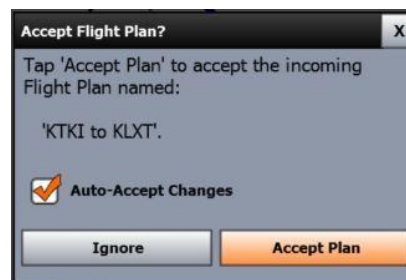 Accept Flight Plan?
X
Tap 'Accept Plan' to accept the incoming
Flight Plan named:
'KTKI to KLXT'.
Auto-Accept Changes
Ignore
Accept Plan